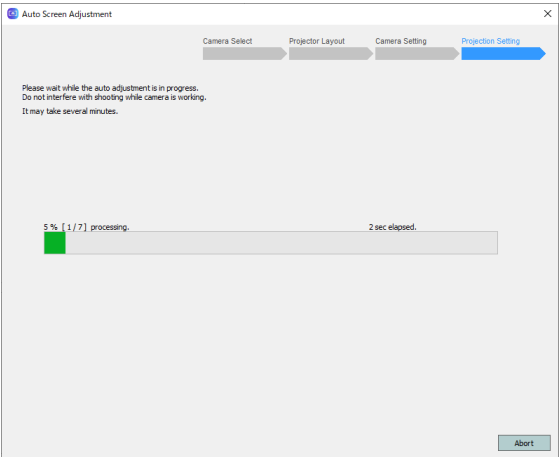 Auto Screen Adjustment
Camera Select Projector Layout Camera Setting Projection Setting
Please wait while the auto adjustment is in progress.
Do not interfere with shooting while camera is working.
It may take several minutes.
5 % [ 1 / 7 ] processing. 2 sec elapsed.
Abort